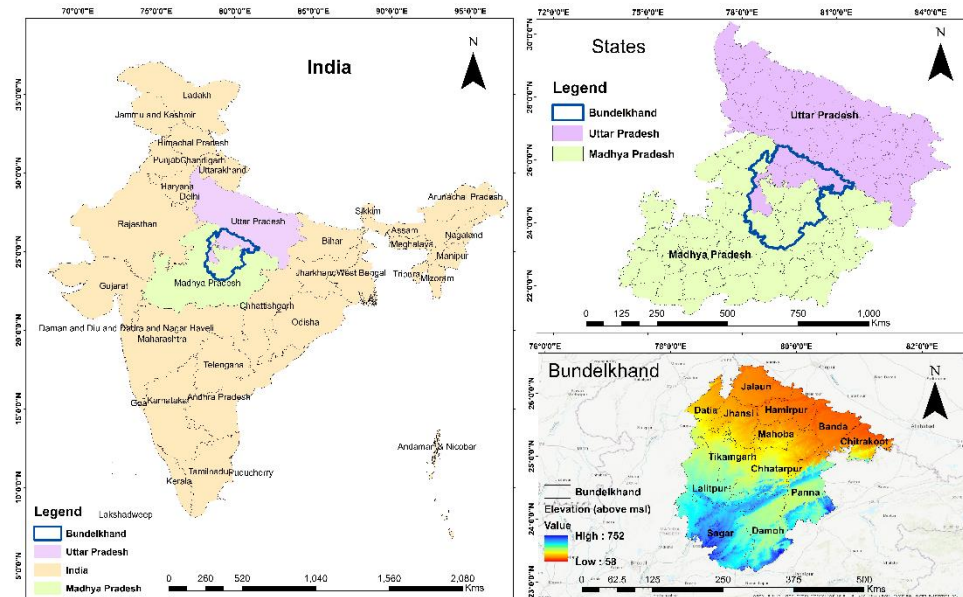 70°0'0"E 75°0'0"E 80°0'0"E 85°0'0"E 90°0'0"E 95°0'0"E
35°0'0"N
30°0'0"N
25°0'0"N
20°0'0"N
15°0'0"N
10°0'0"N
5°0'0"N
India
N
Ladakh
Jammu and Kashmir
Himachal Pradesh
Punjab Chandigarh
Uttarakhand
Haryana
Delhi
Arunachal Pradesh
Rajasthan
Uttar Pradesh
Sikkim
Assam
Nagaland
Bihar
Meghalaya
Manipur
Jharkhand West Bengal
Tripura
Mizoram
Gujarat
Madhya Pradesh
Chhattisgarh
Daman and Diu and Dadra and Nagar Haveli
Odisha
Maharashtra
Telengana
Goa Karnataka Andhra Pradesh
Andaman & Nicobar
Tamilnadu Puducherry
Kerala
Lakshadweep
Legend
Bundelkhand
Uttar Pradesh
India
Madhya Pradesh
0 260 520 1,040 1,560 2,080
Kms
72°0'0"E 75°0'0"E 78°0'0"E 81°0'0"E 84°0'0"E
30°0'0"N
28°0'0"N
26°0'0"N
24°0'0"N
22°0'0"N
States
N
Legend
Bundelkhand
Uttar Pradesh
Madhya Pradesh
Uttar Pradesh
Madhya Pradesh
0 125 250 500 750 1,000
Kms
76°0'0"E 78°0'0"E 80°0'0"E 82°0'0"E
26°0'0"N
25°0'0"N
24°0'0"N
23°0'0"N
Bundelkhand
N
Jalaun
Datia Jhansi Hamirpur
Banda
Mahoba
Chitrakoot
Tikamgarh
Chhatarpur
Lalitpur
Panna
Sagar
Damoh
Bundelkhand
Elevation (above msl)
Value
High : 752
Low : 58
0 62.5 125 250 375 500
Kms